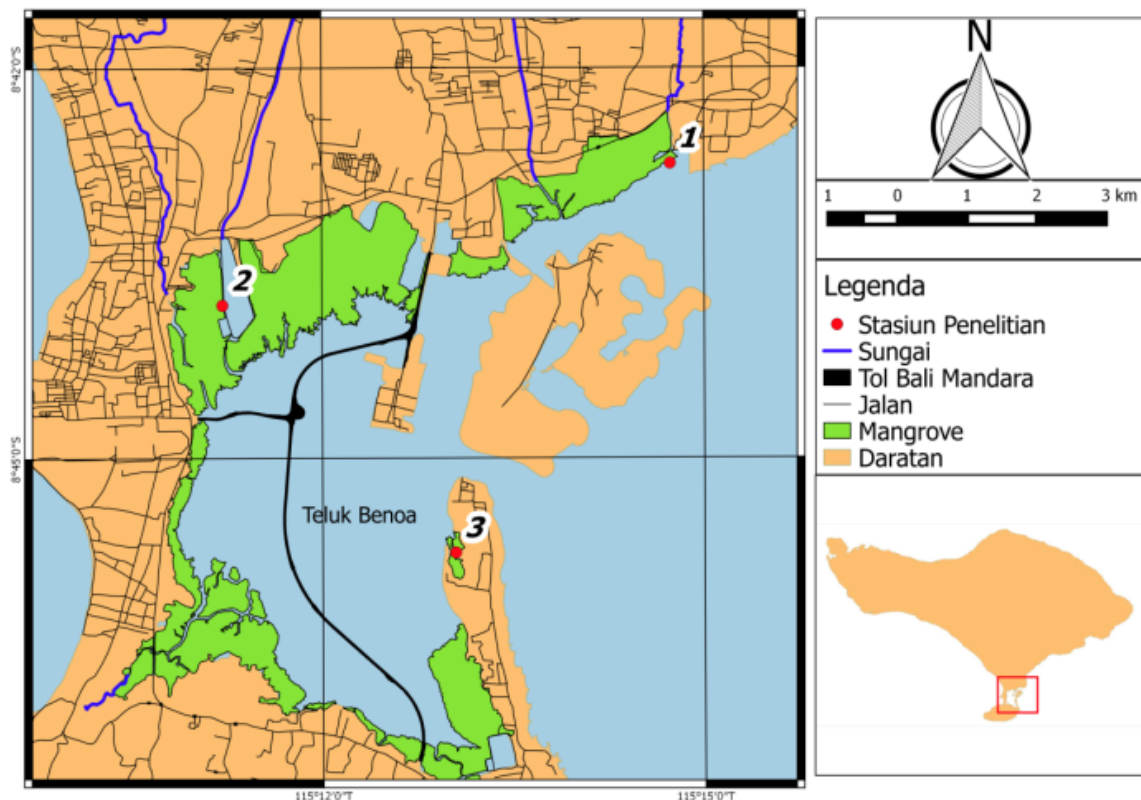 8°42'0"S
8°45'0"S
115°12'0"T
115°15'0"T
1
2
3
Teluk Benoa
N
1 0 1 2 3 km
Legenda
Stasiun Penelitian
Sungai
Tol Bali Mandara
Jalan
Mangrove
Daratan